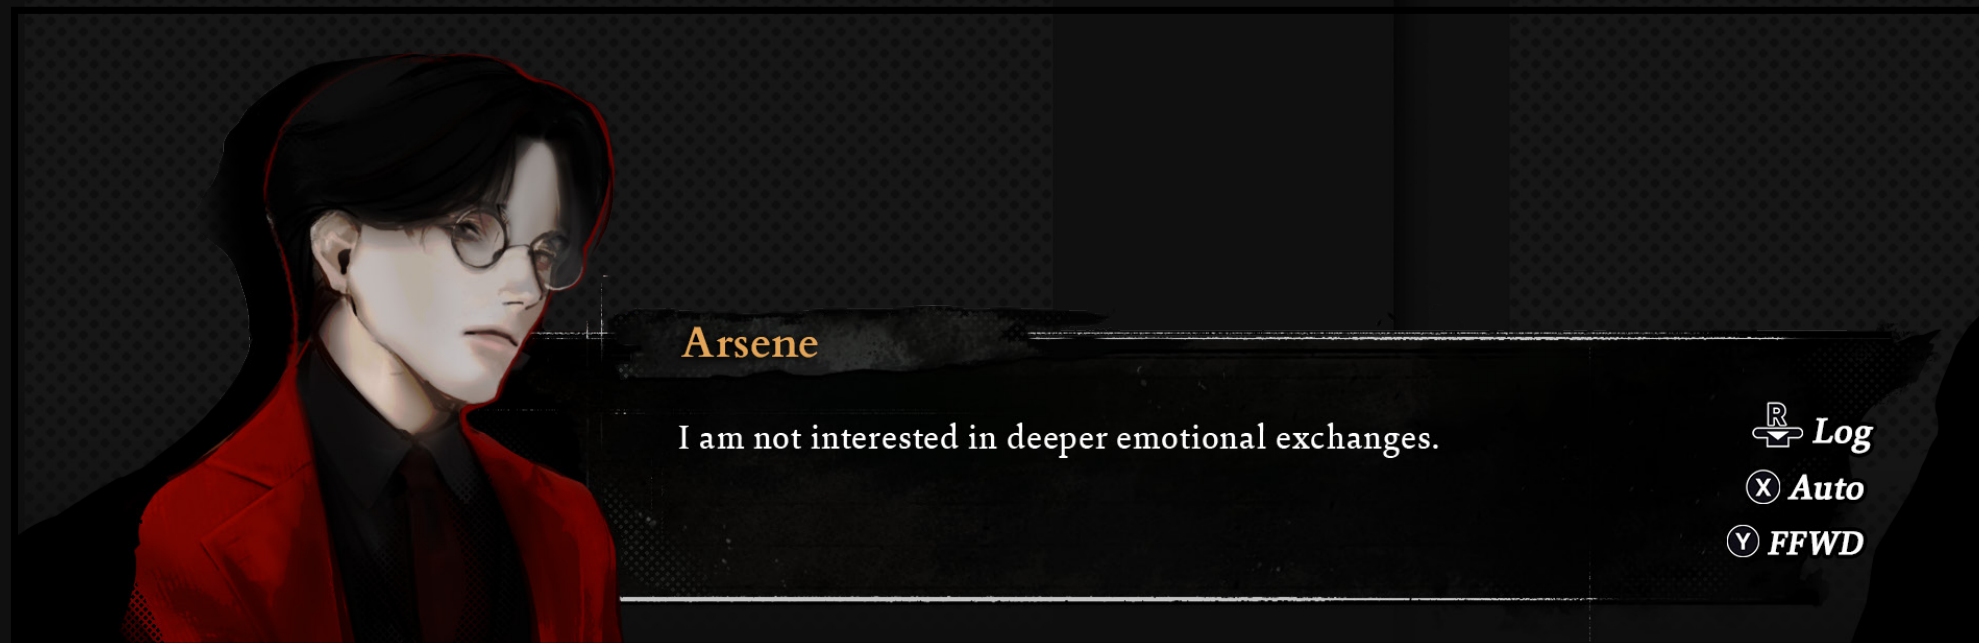 Arsene
I am not interested in deeper emotional exchanges.
R Log
X Auto
Y FFWD